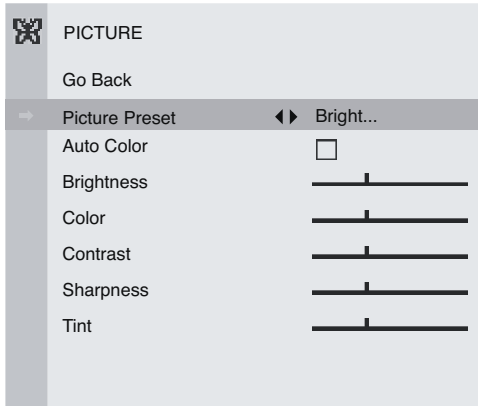 PICTURE
Go Back
Picture Preset Bright...
Auto Color
Brightness
Color
Contrast
Sharpness
Tint